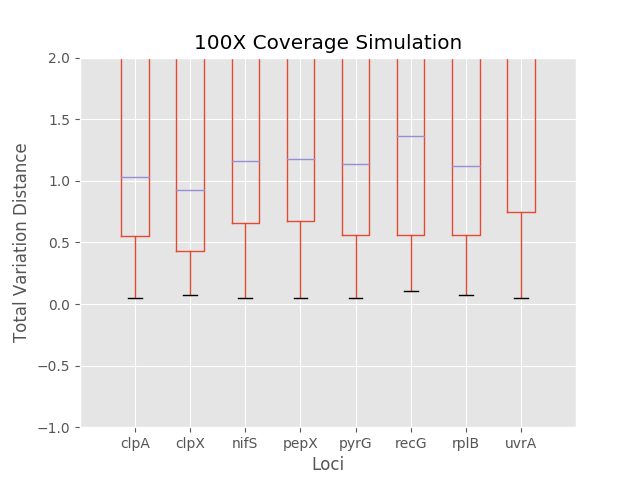 100X Coverage Simulation
Total Variation Distance
2.0
1.5
1.0
0.5
0.0
−0.5
−1.0
clpA clpX nifS pepX pyrG recG rplB uvrA
Loci